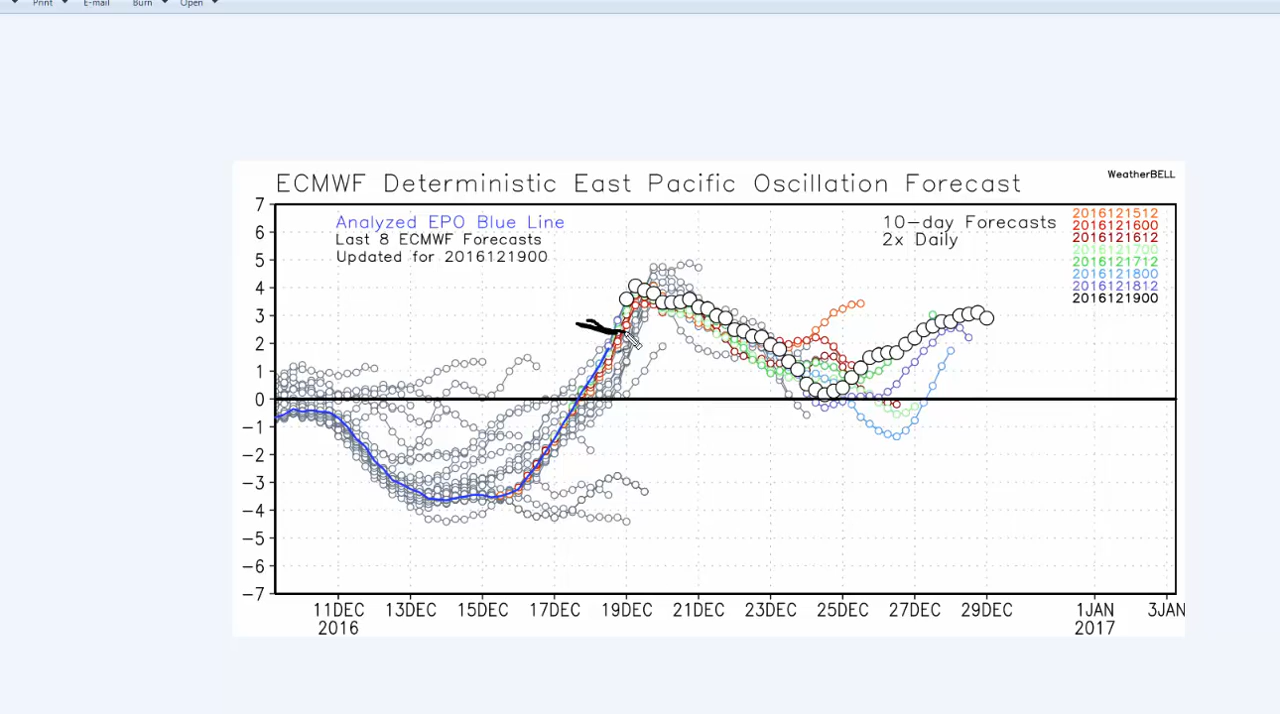 Print E-mail Burn Open
ECMWF Deterministic East Pacific Oscillation Forecast
WeatherBELL
7
6
5
4
3
2
1
0
-1
-2
-3
-4
-5
-6
-7
Analyzed EPO Blue Line
Last 8 ECMWF Forecasts
Updated for 2016121900
10-day Forecasts
2x Daily
2016121512
2016121600
2016121612
2016121700
2016121712
2016121800
2016121812
2016121900
11DEC 13DEC 15DEC 17DEC 19DEC 21DEC 23DEC 25DEC 27DEC 29DEC 1JAN 3JAN
2016 2017